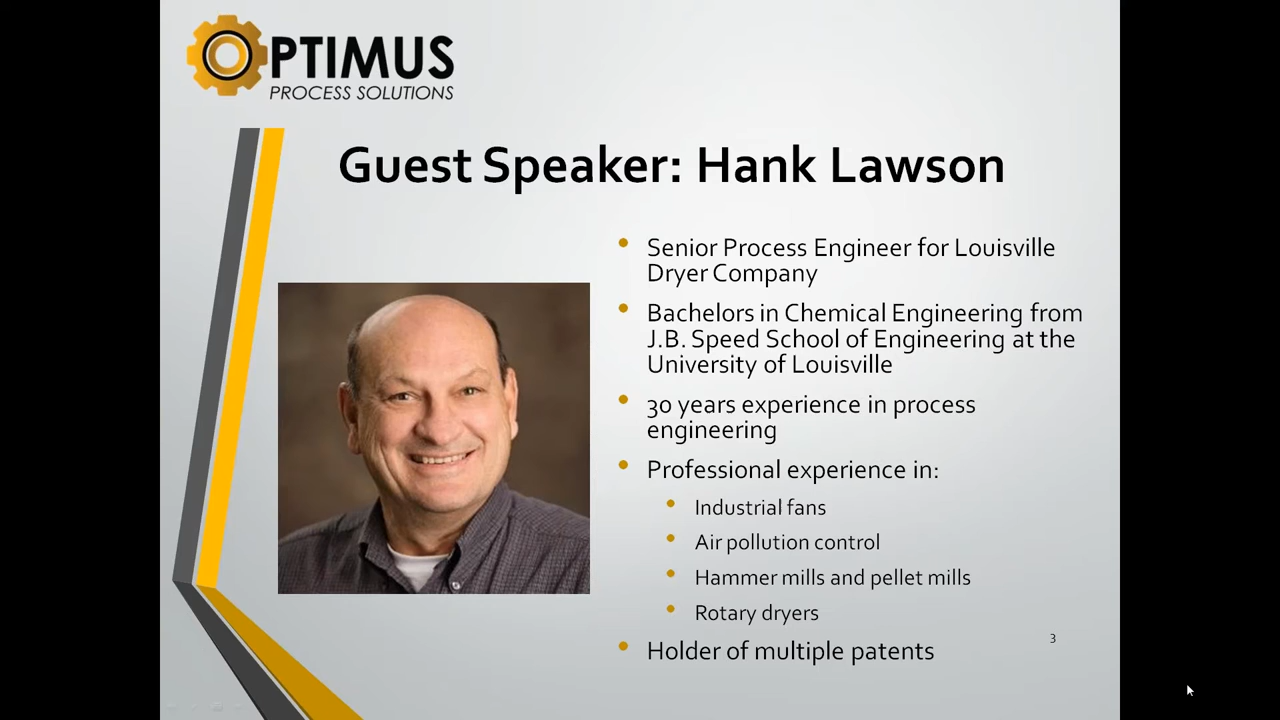 OPTIMUS
PROCESS SOLUTIONS
Guest Speaker: Hank Lawson
• Senior Process Engineer for Louisville
Dryer Company
• Bachelors in Chemical Engineering from
J.B. Speed School of Engineering at the
University of Louisville
• 30 years experience in process
engineering
• Professional experience in:
• Industrial fans
• Air pollution control
• Hammer mills and pellet mills
• Rotary dryers
• Holder of multiple patents
3